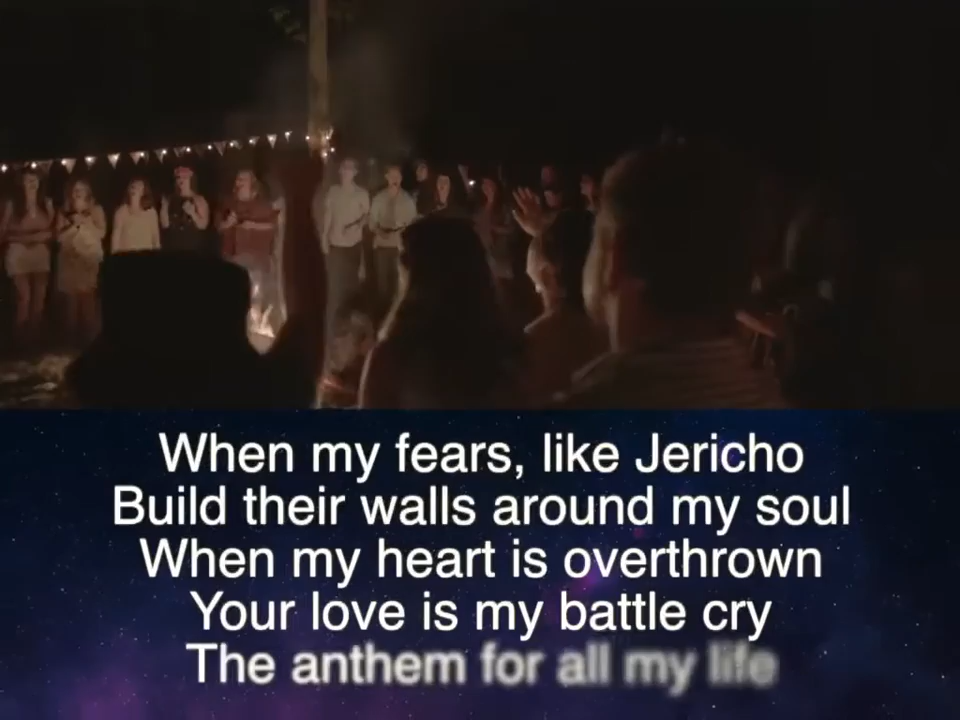 When my fears, like Jericho
Build their walls around my soul
When my heart is overthrown
Your love is my battle cry
The anthem for all my life